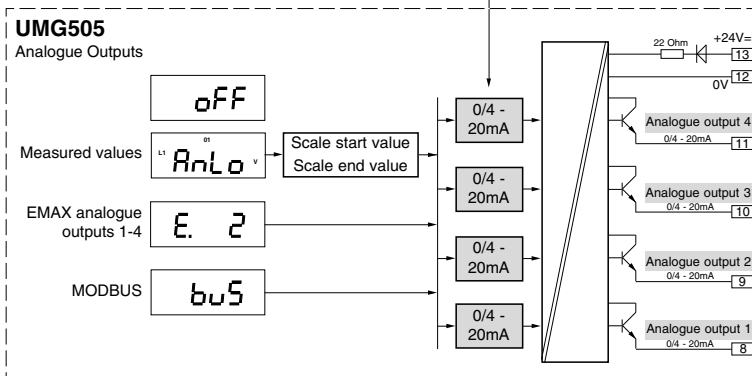 UMG505
Analogue Outputs
oFF
Measured values
L1
01
AnLo
v
Scale start value
Scale end value
EMAX analogue
outputs 1-4
E. 2
MODBUS
buS
0/4 -
20mA
0/4 -
20mA
0/4 -
20mA
0/4 -
20mA
22 Ohm
+24V=
13
12
0V
Analogue output 4
0/4 - 20mA
11
Analogue output 3
0/4 - 20mA
10
Analogue output 2
0/4 - 20mA
9
Analogue output 1
0/4 - 20mA
8